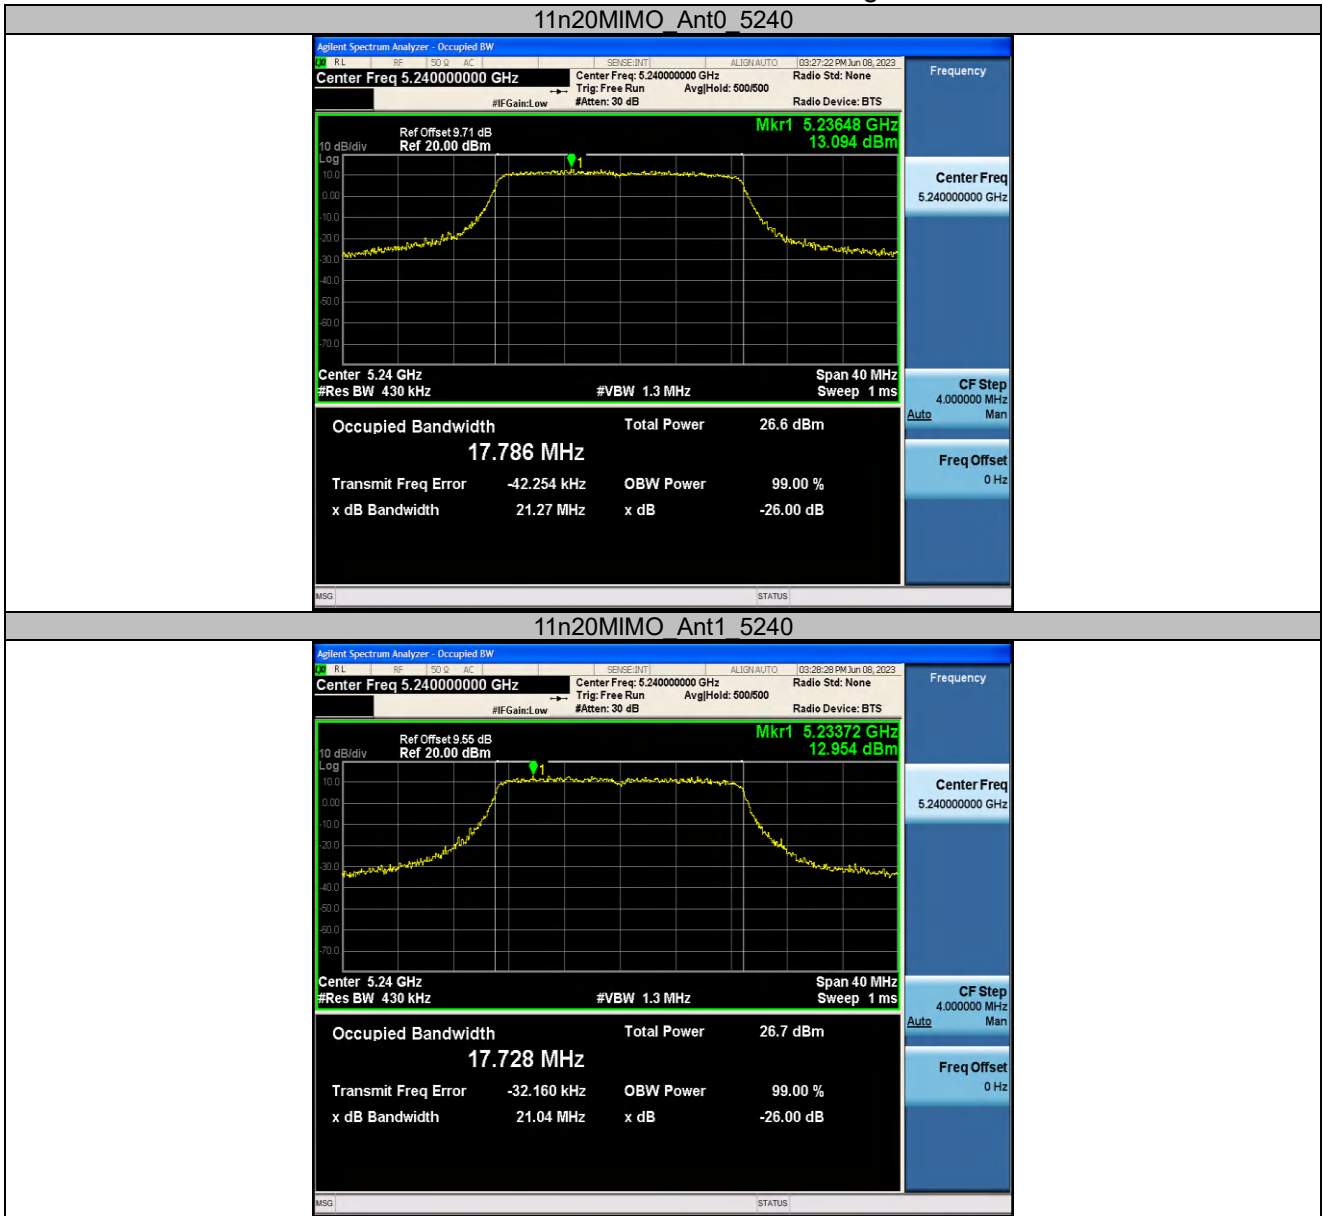 11n20MIMO_Ant0_5240
Agilent Spectrum Analyzer - Occupied BW
RL RF 50 Ω AC SENSE:INT ALIGNAUTO 03:27:22 PM Jun 08, 2023
Center Freq 5.240000000 GHz Center Freq: 5.240000000 GHz Radio Std: None Frequency
Trig: Free Run Avg|Hold: 500/500
#IFGain:Low #Atten: 30 dB Radio Device: BTS
Mkr1 5.23648 GHz
13.094 dBm
Ref Offset 9.71 dB
10 dB/div Ref 20.00 dBm
Log
1
10.0
0.00
-10.0
-20.0
-30.0
-40.0
-50.0
-60.0
-70.0
Center Freq
5.240000000 GHz
Center 5.24 GHz Span 40 MHz
#Res BW 430 kHz #VBW 1.3 MHz Sweep 1 ms
CF Step
4.000000 MHz
Auto Man
Occupied Bandwidth Total Power 26.6 dBm
17.786 MHz
Freq Offset
0 Hz
Transmit Freq Error -42.254 kHz OBW Power 99.00 %
x dB Bandwidth 21.27 MHz x dB -26.00 dB
MSG STATUS
11n20MIMO_Ant1_5240
Agilent Spectrum Analyzer - Occupied BW
RL RF 50 Ω AC SENSE:INT ALIGNAUTO 03:28:28 PM Jun 08, 2023
Center Freq 5.240000000 GHz Center Freq: 5.240000000 GHz Radio Std: None Frequency
Trig: Free Run Avg|Hold: 500/500
#IFGain:Low #Atten: 30 dB Radio Device: BTS
Mkr1 5.23372 GHz
12.954 dBm
Ref Offset 9.55 dB
10 dB/div Ref 20.00 dBm
Log
1
10.0
0.00
-10.0
-20.0
-30.0
-40.0
-50.0
-60.0
-70.0
Center Freq
5.240000000 GHz
Center 5.24 GHz Span 40 MHz
#Res BW 430 kHz #VBW 1.3 MHz Sweep 1 ms
CF Step
4.000000 MHz
Auto Man
Occupied Bandwidth Total Power 26.7 dBm
17.728 MHz
Freq Offset
0 Hz
Transmit Freq Error -32.160 kHz OBW Power 99.00 %
x dB Bandwidth 21.04 MHz x dB -26.00 dB
MSG STATUS